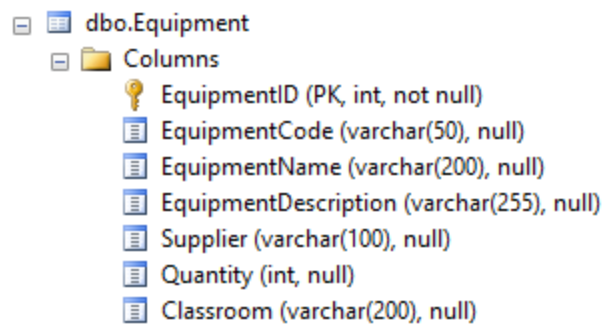 dbo.Equipment
Columns
EquipmentID (PK, int, not null)
EquipmentCode (varchar(50), null)
EquipmentName (varchar(200), null)
EquipmentDescription (varchar(255), null)
Supplier (varchar(100), null)
Quantity (int, null)
Classroom (varchar(200), null)